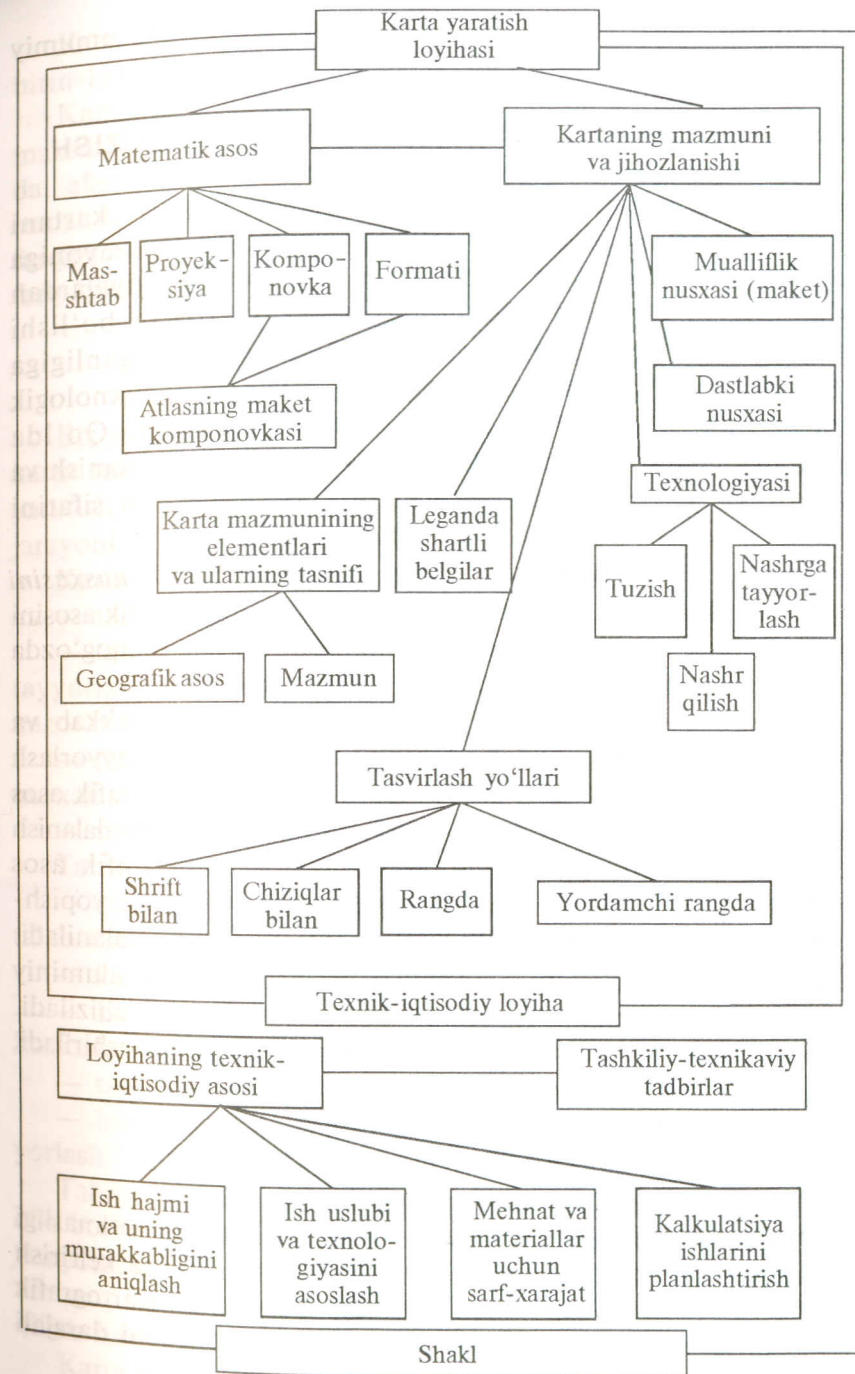 Karta yaratish
loyihasi
Matematik asos
Kartaning mazmuni
va jihozlanishi
Mas-
shtab
Proyek-
siya
Kompo-
novka
Formati
Mualliflik
nusxasi (maket)
Atlasning maket
komponovkasi
Dastlabki
nusxasi
Texnologiyasi
Karta mazmunining
elementlari
va ularning tasnifi
Leganda
shartli
belgilar
Tuzish
Nashrga
tayyor-
lash
Geografik asos
Mazmun
Nashr
qilish
Tasvirlash yo‘llari
Shrift
bilan
Chiziqlar
bilan
Rangda
Yordamchi rangda
Texnik-iqtisodiy loyiha
Loyihaning texnik-
iqtisodiy asosi
Tashkiliy-texnikaviy
tadbirlar
Ish hajmi
va uning
murakkabligini
aniqlash
Ish uslubi
va texnolo-
giyasini
asoslash
Mehnat va
materiallar
uchun
sarf-xarajat
Kalkulatsiya
ishlarini
planlashtirish
Shakl